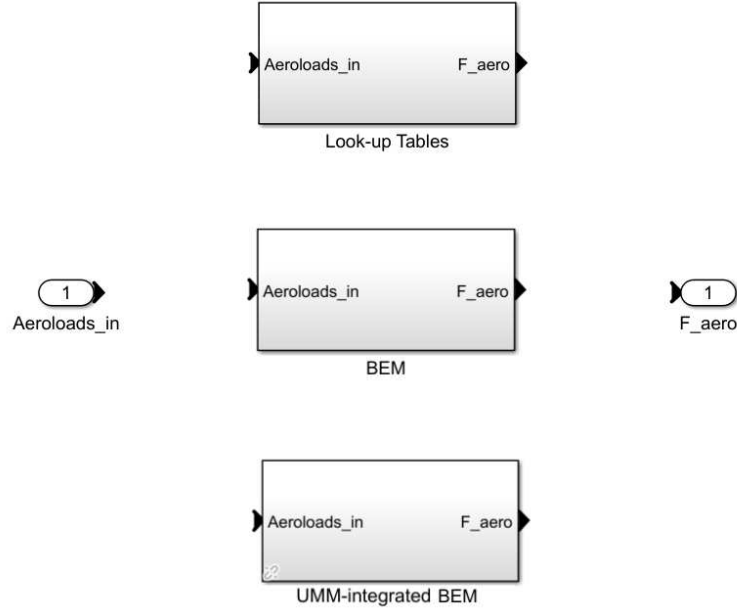 Aeroloads_in F_aero
Look-up Tables
1 Aeroloads_in F_aero 1
Aeroloads_in F_aero
BEM
Aeroloads_in F_aero
UMM-integrated BEM